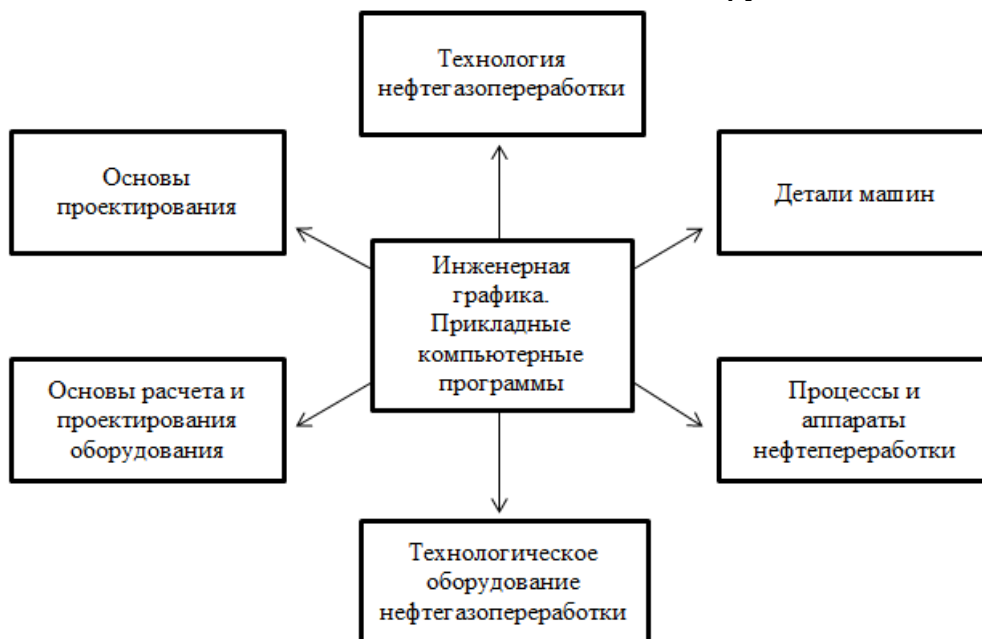 Технология
нефтегазопереработки
Основы
проектирования
Детали машин
Инженерная
графика.
Прикладные
компьютерные
программы
Основы расчета и
проектирования
оборудования
Процессы и
аппараты
нефтепереработки
Технологическое
оборудование
нефтегазопереработки